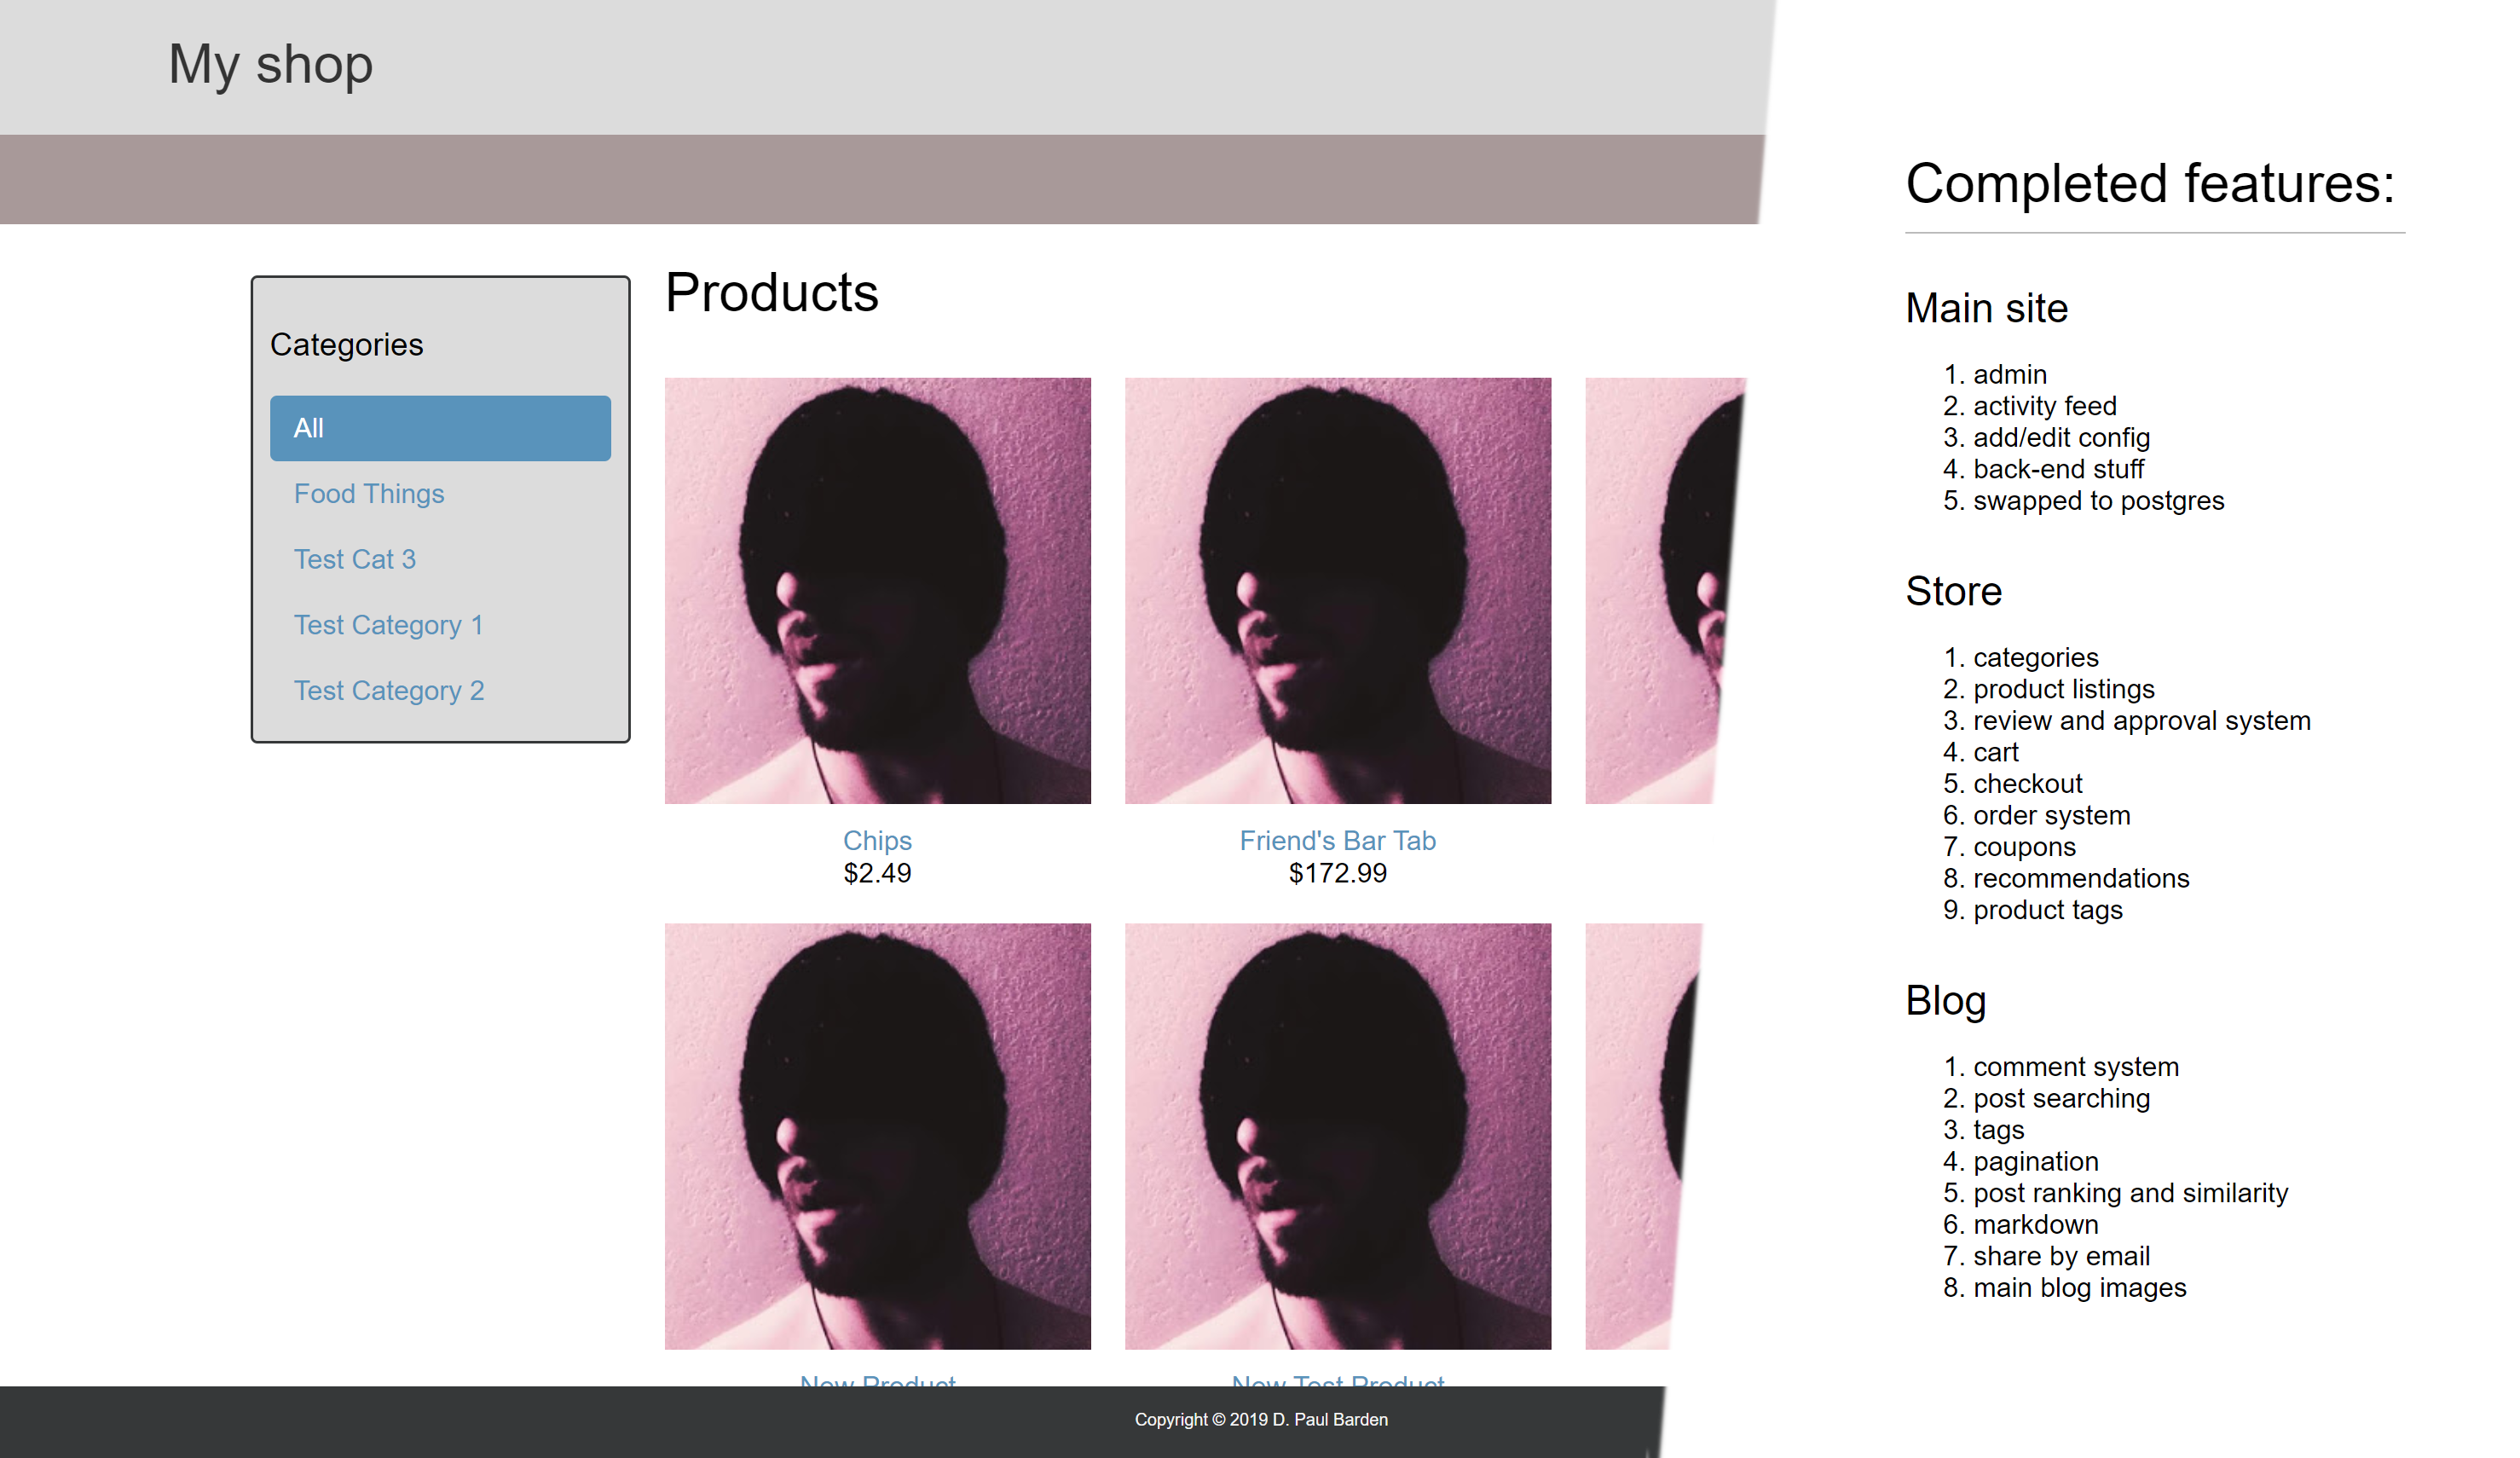 My shop
Categories
All
Food Things
Test Cat 3
Test Category 1
Test Category 2
Products
Chips
$2.49
Friend's Bar Tab
$172.99
New Product
New Test Product
Copyright © 2019 D. Paul Barden
Completed features:
Main site
1. admin
2. activity feed
3. add/edit config
4. back-end stuff
5. swapped to postgres
Store
1. categories
2. product listings
3. review and approval system
4. cart
5. checkout
6. order system
7. coupons
8. recommendations
9. product tags
Blog
1. comment system
2. post searching
3. tags
4. pagination
5. post ranking and similarity
6. markdown
7. share by email
8. main blog images